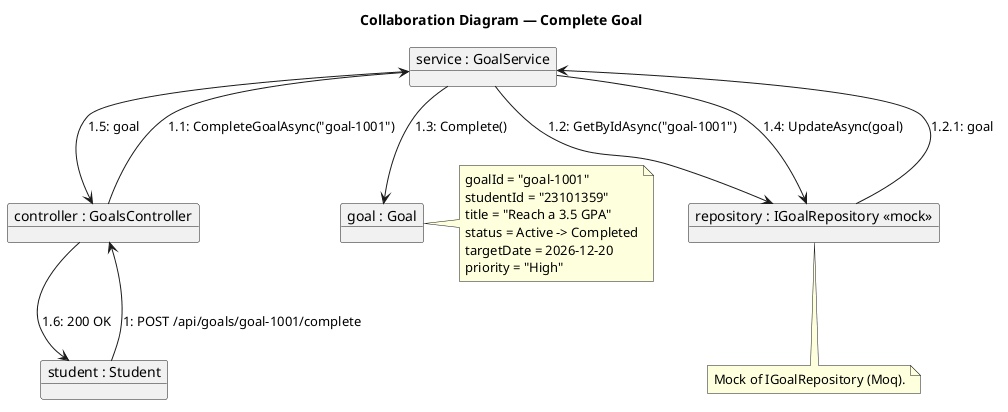 Collaboration Diagram — Complete Goal
service : GoalService
1.5: goal
1.1: CompleteGoalAsync("goal-1001")
1.3: Complete()
1.2: GetByIdAsync("goal-1001")
1.4: UpdateAsync(goal)
1.2.1: goal
controller : GoalsController
goal : Goal
goalId = "goal-1001"
studentId = "23101359"
title = "Reach a 3.5 GPA"
status = Active -> Completed
targetDate = 2026-12-20
priority = "High"
repository : IGoalRepository «mock»
1.6: 200 OK
1: POST /api/goals/goal-1001/complete
student : Student
Mock of IGoalRepository (Moq).